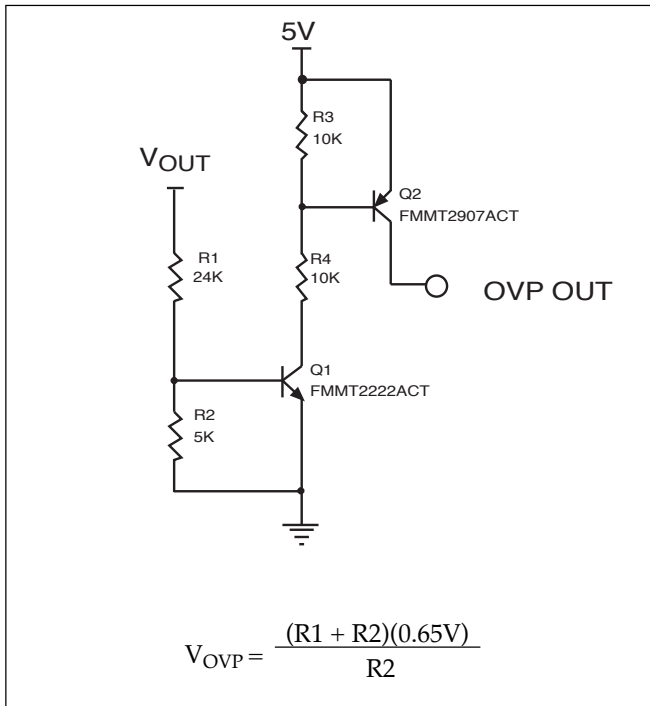 5V
R3
10K
VOUT
Q2
FMMT2907ACT
R1
24K
R4
10K
OVP OUT
Q1
FMMT2222ACT
R2
5K
VOVP = (R1 + R2)(0.65V)
R2